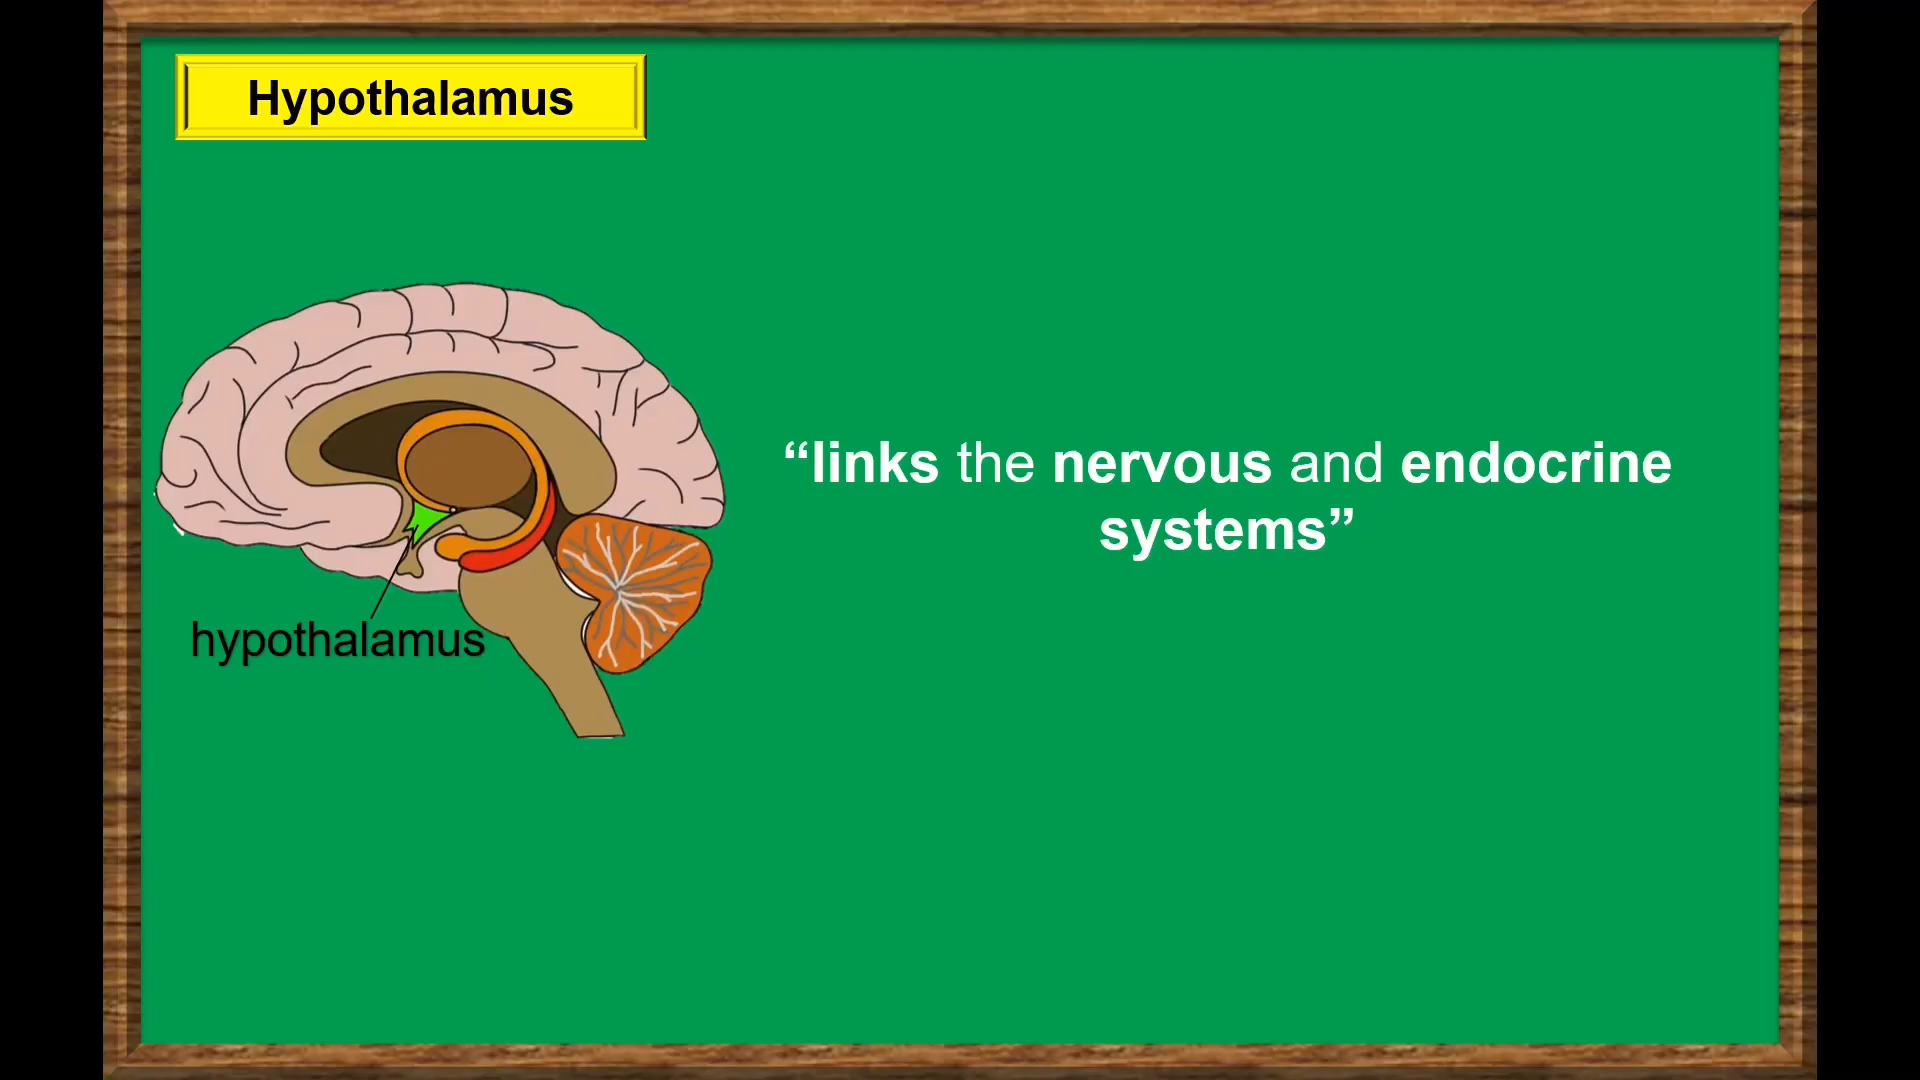 Hypothalamus
“links the nervous and endocrine
systems”
hypothalamus